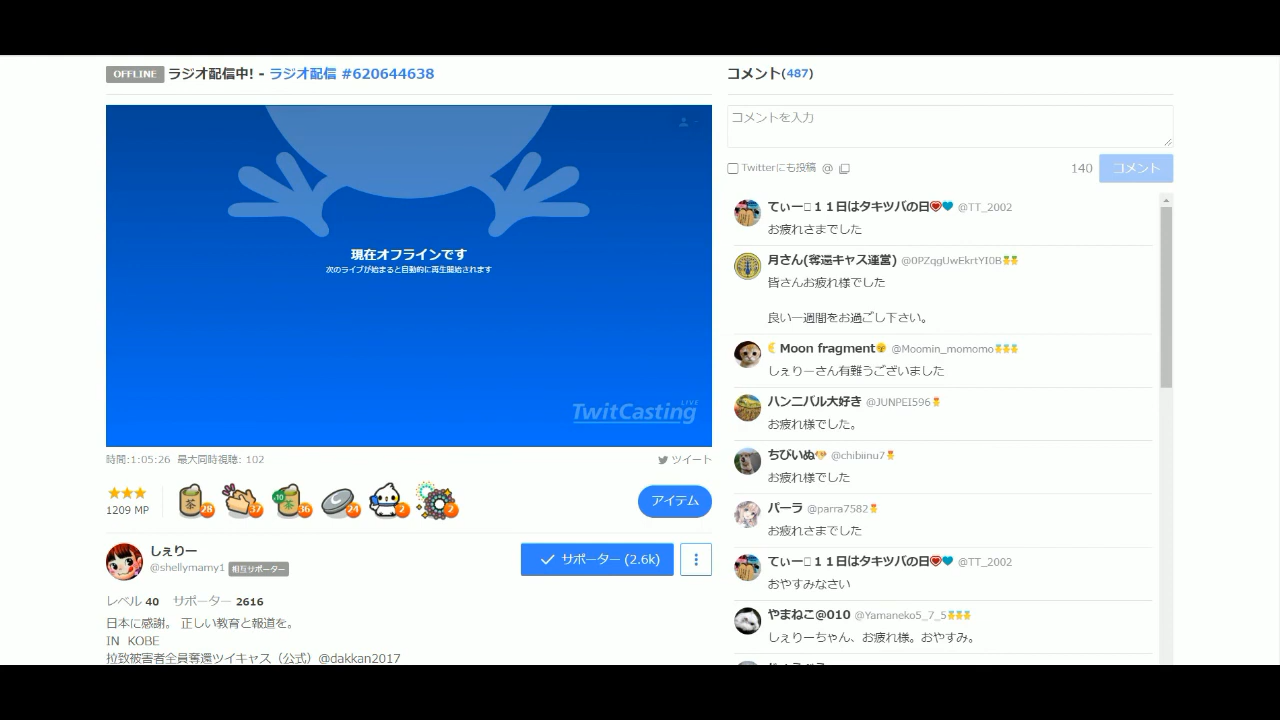 OFFLINE ラジオ配信中! - ラジオ配信 #620644638
現在オフラインです
次のライブが始まると自動的に再生開始されます
TwitCasting LIVE
時間:1:05:26 最大同時視聴: 102
ツイート
1209 MP
茶 28
37
+10 茶 36
24
2
2
アイテム
しぇりー
@shellymamy1 相互サポーター
サポーター (2.6k)
レベル 40 サポーター 2616
日本に感謝。 正しい教育と報道を。
IN KOBE
拉致被害者全員奪還ツイキャス（公式）@dakkan2017
コメント(487)
コメントを入力
Twitterにも投稿 @
140
コメント
てぃー１１日はタキツバの日 @TT_2002
お疲れさまでした
月さん(奪還キャス運営) @0PZqgUwEkrtYI0B
皆さんお疲れ様でした
良い一週間をお過ごし下さい。
Moon fragment @Moomin_momomo
しぇりーさん有難うございました
ハンニバル大好き @JUNPEI596
お疲れ様でした。
ちびいぬ @chibiinu7
お疲れ様でした
パーラ @parra7582
お疲れさまでした
てぃー１１日はタキツバの日 @TT_2002
おやすみなさい
やまねこ@010 @Yamaneko5_7_5
しぇりーちゃん、お疲れ様。おやすみ。